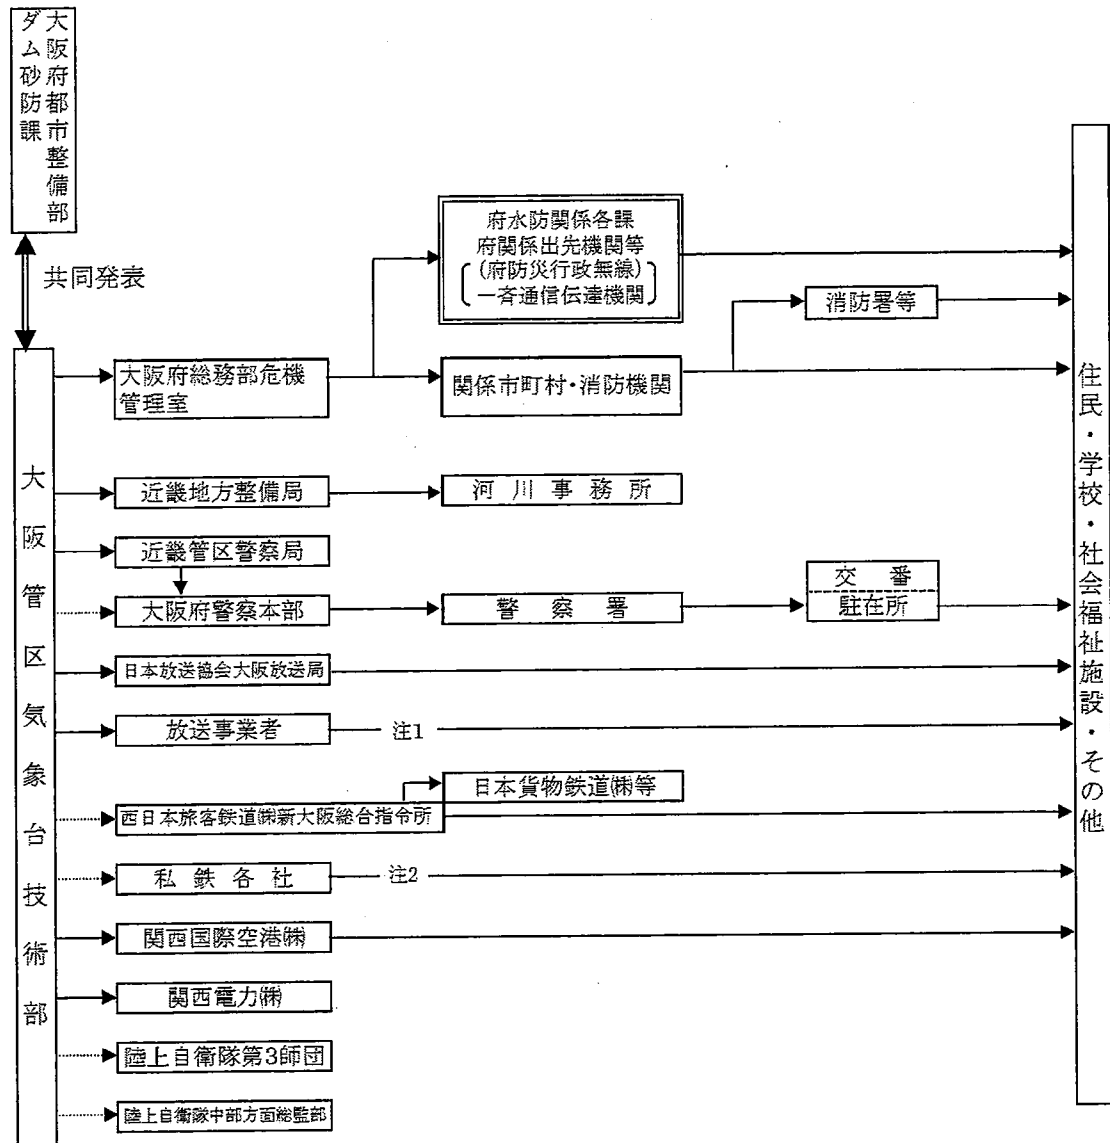 大阪府都市整備部
ダム砂防課
共同発表
大阪管区気象台技術部
府水防関係各課
府関係出先機関等
(府防災行政無線)
一斉通信伝達機関
消防署等
大阪府総務部危機
管理室
関係市町村・消防機関
近畿地方整備局
河川事務所
近畿管区警察局
大阪府警察本部
警察署
交番
駐在所
日本放送協会大阪放送局
放送事業者
注1
日本貨物鉄道㈱等
西日本旅客鉄道㈱新大阪総合指令所
私鉄各社
注2
関西国際空港㈱
関西電力㈱
陸上自衛隊第3師団
陸上自衛隊中部方面総監部
住民・学校・社会福祉施設・その他